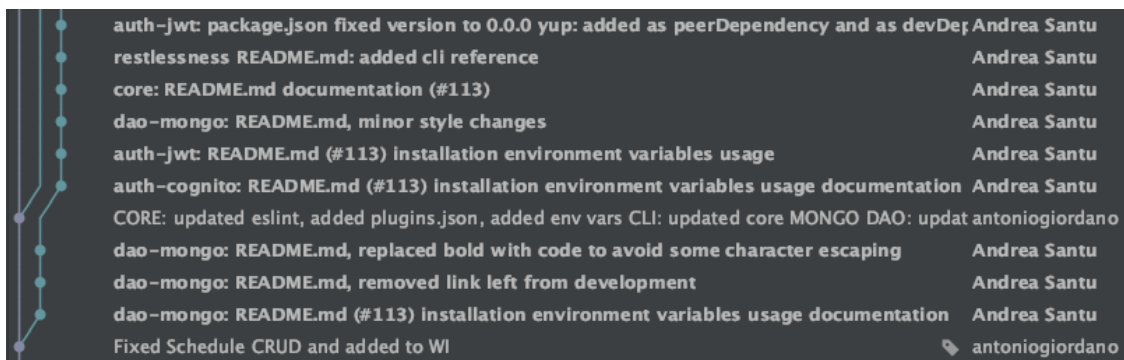 auth-jwt: package.json fixed version to 0.0.0 yup: added as peerDependency and as devDep Andrea Santu
restlessness README.md: added cli reference Andrea Santu
core: README.md documentation (#113) Andrea Santu
dao-mongo: README.md, minor style changes Andrea Santu
auth-jwt: README.md (#113) installation environment variables usage Andrea Santu
auth-cognito: README.md (#113) installation environment variables usage documentation Andrea Santu
CORE: updated eslint, added plugins.json, added env vars CLI: updated core MONGO DAO: updat antoniogiordano
dao-mongo: README.md, replaced bold with code to avoid some character escaping Andrea Santu
dao-mongo: README.md, removed link left from development Andrea Santu
dao-mongo: README.md (#113) installation environment variables usage documentation Andrea Santu
Fixed Schedule CRUD and added to WI antoniogiordano